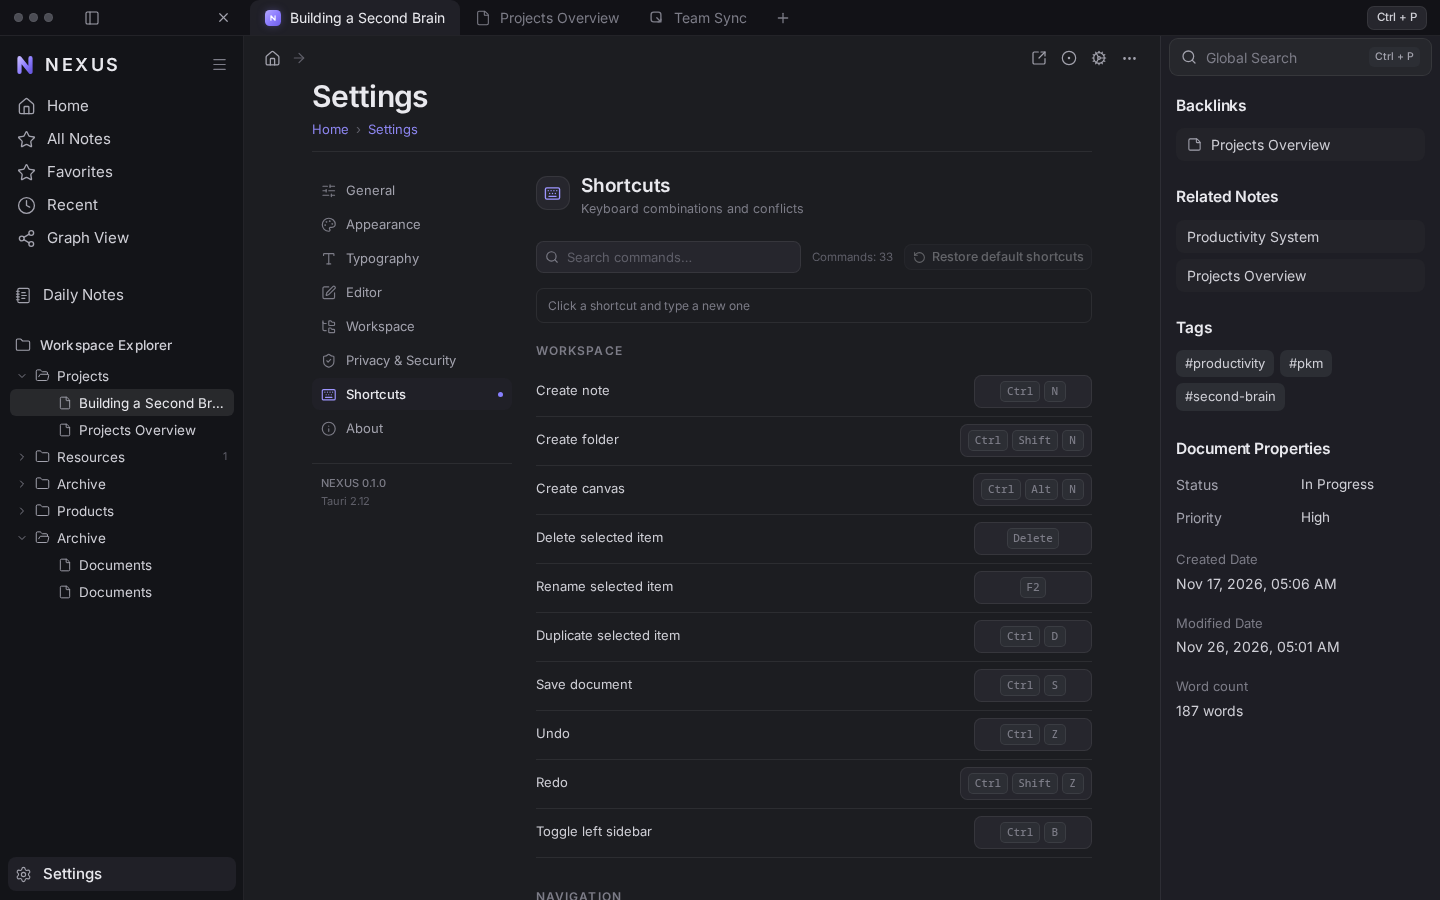 Building a Second Brain
Projects Overview
Team Sync
Ctrl + P
NEXUS
Home
All Notes
Favorites
Recent
Graph View
Daily Notes
Workspace Explorer
Projects
Building a Second Br...
Projects Overview
Resources 1
Archive
Products
Archive
Documents
Documents
Settings
Settings
Home › Settings
General
Appearance
Typography
Editor
Workspace
Privacy & Security
Shortcuts
About
NEXUS 0.1.0
Tauri 2.12
Shortcuts
Keyboard combinations and conflicts
Search commands...
Commands: 33
Restore default shortcuts
Click a shortcut and type a new one
WORKSPACE
Create note Ctrl N
Create folder Ctrl Shift N
Create canvas Ctrl Alt N
Delete selected item Delete
Rename selected item F2
Duplicate selected item Ctrl D
Save document Ctrl S
Undo Ctrl Z
Redo Ctrl Shift Z
Toggle left sidebar Ctrl B
NAVIGATION
Global Search Ctrl + P
Backlinks
Projects Overview
Related Notes
Productivity System
Projects Overview
Tags
#productivity #pkm
#second-brain
Document Properties
Status In Progress
Priority High
Created Date
Nov 17, 2026, 05:06 AM
Modified Date
Nov 26, 2026, 05:01 AM
Word count
187 words